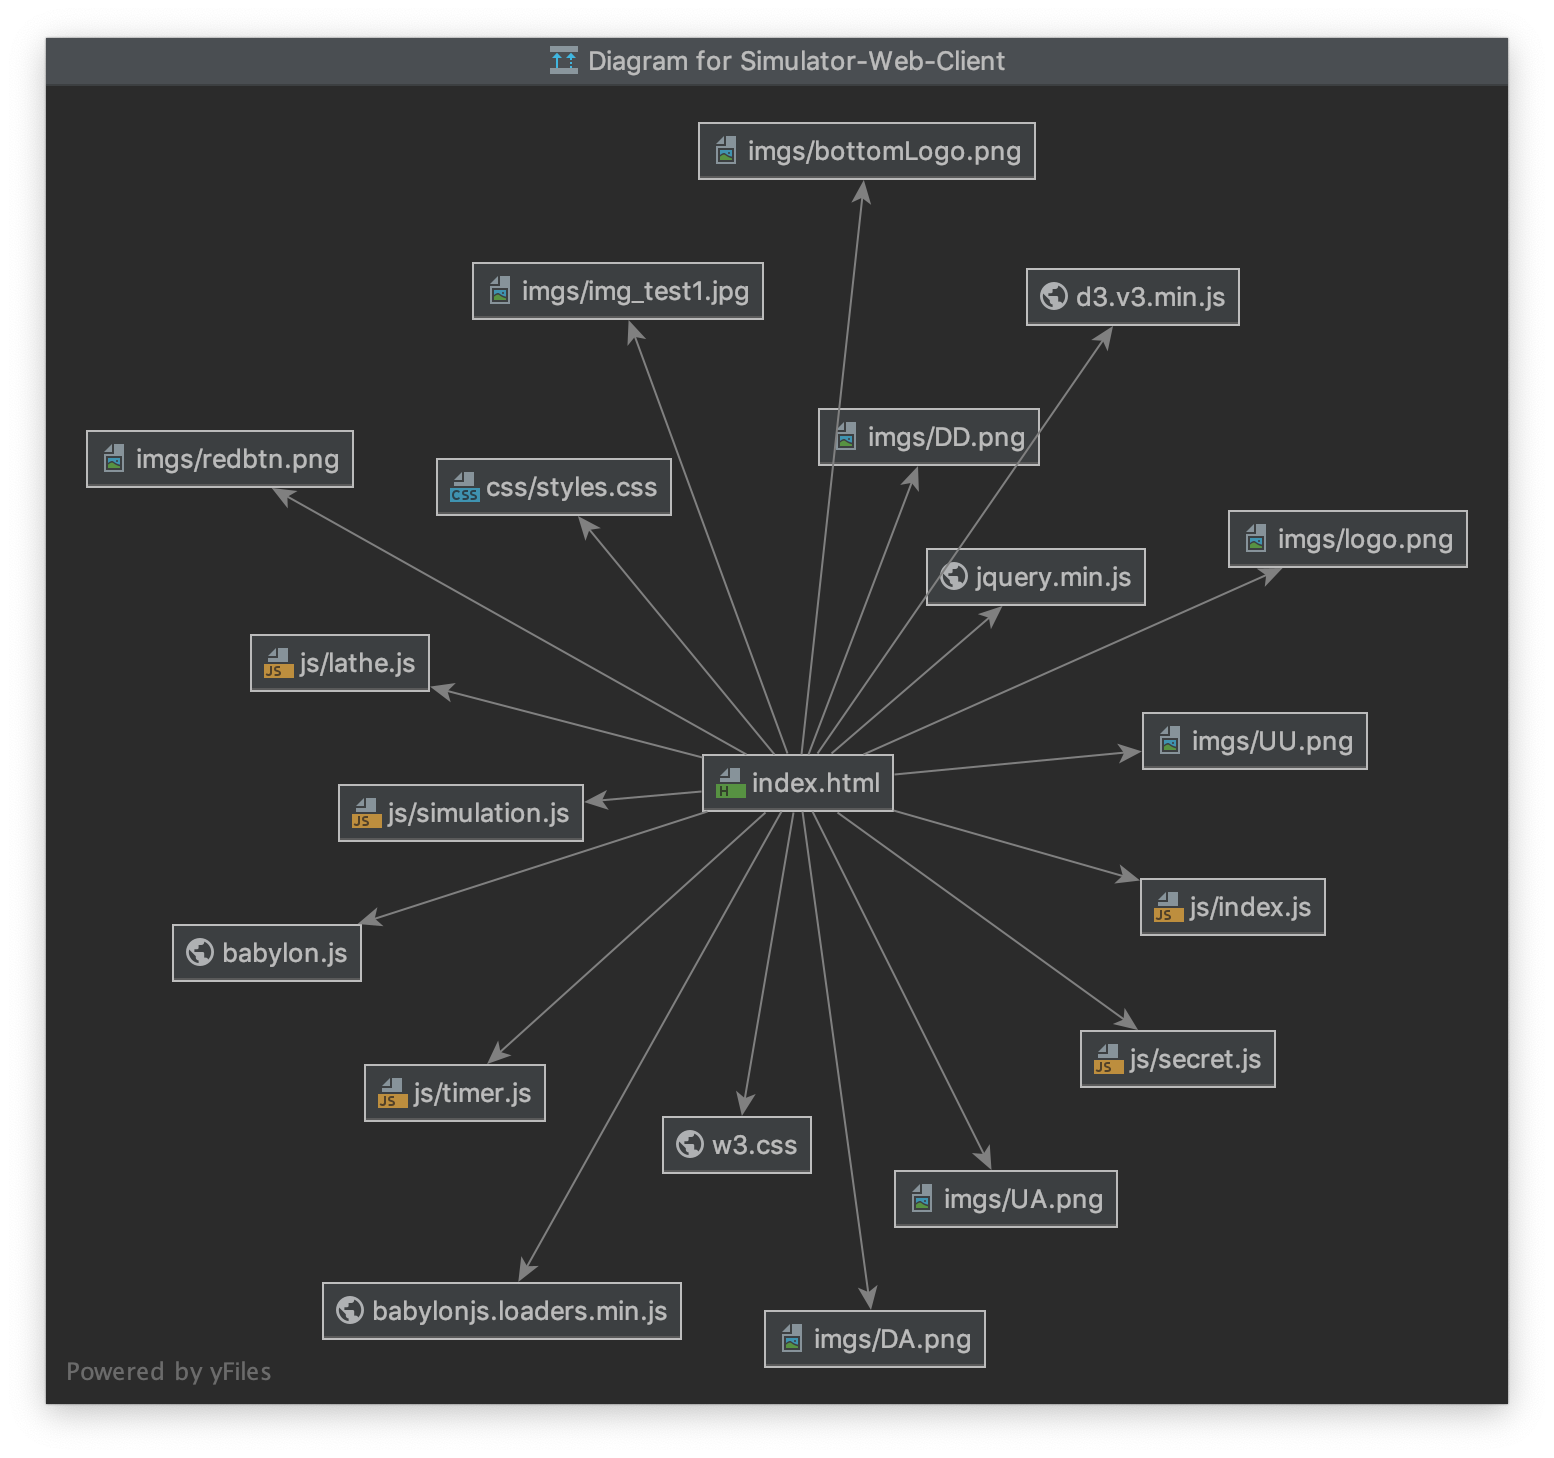 Diagram for Simulator-Web-Client
imgs/bottomLogo.png
imgs/img_test1.jpg
d3.v3.min.js
imgs/DD.png
imgs/redbtn.png
CSS css/styles.css
imgs/logo.png
jquery.min.js
JS js/lathe.js
imgs/UU.png
H index.html
JS js/simulation.js
JS js/index.js
babylon.js
JS js/secret.js
JS js/timer.js
w3.css
imgs/UA.png
babylonjs.loaders.min.js
imgs/DA.png
Powered by yFiles